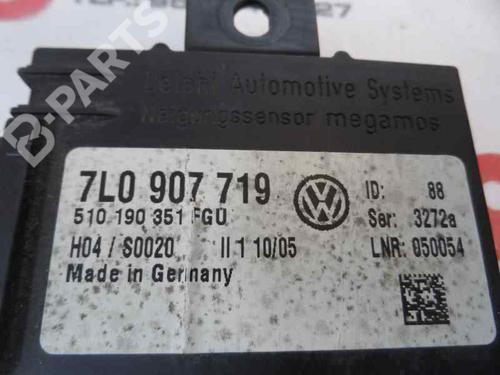 Delphi Automotive Systems
Neigungssensor megamos
7L0 907 719
ID: 88
510 190 351 FGÜ
Ser: 3272a
H04 / S0020 II 1 10/05
LNR: 050054
Made in Germany
B-PARTS